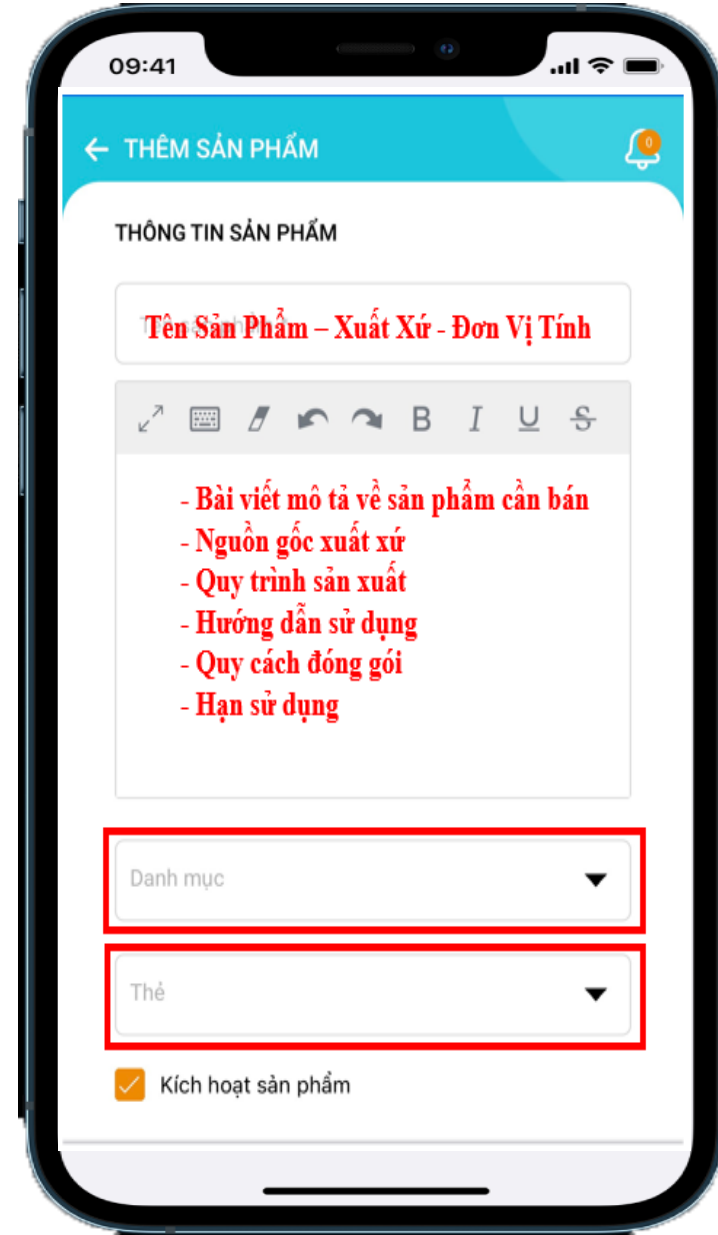 09:41
THÊM SẢN PHẨM
0
THÔNG TIN SẢN PHẨM
Tên Sản Phẩm – Xuất Xứ - Đơn Vị Tính
B I U S
- Bài viết mô tả về sản phẩm cần bán
- Nguồn gốc xuất xứ
- Quy trình sản xuất
- Hướng dẫn sử dụng
- Quy cách đóng gói
- Hạn sử dụng
Danh mục
Thẻ
Kích hoạt sản phẩm